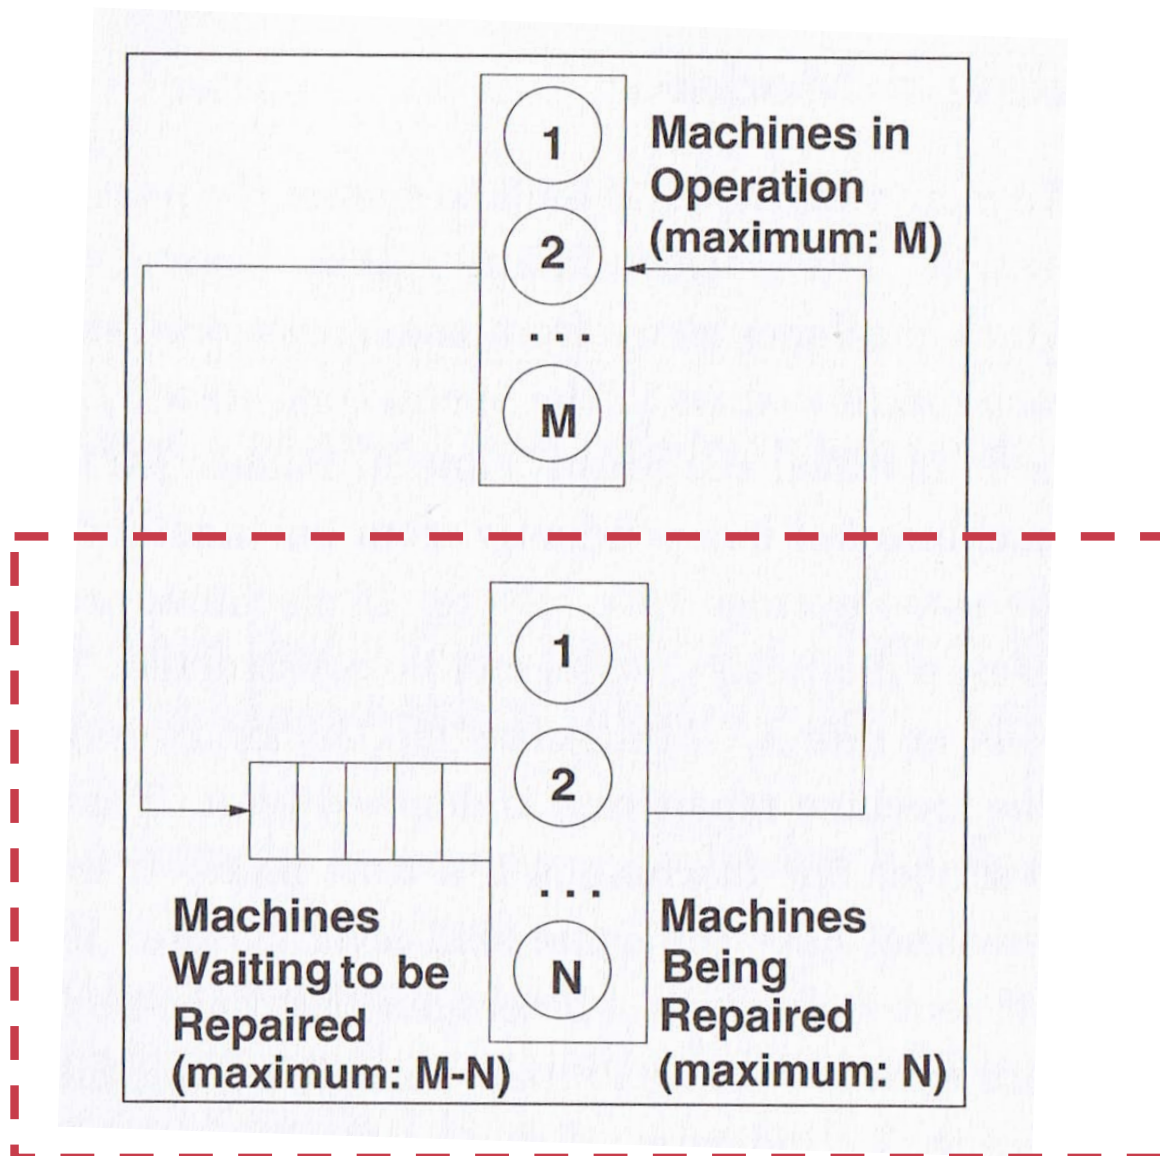 1
Machines in
Operation
(maximum: M)
2
...
M
1
2
...
N
Machines
Waiting to be
Repaired
(maximum: M-N)
Machines
Being
Repaired
(maximum: N)